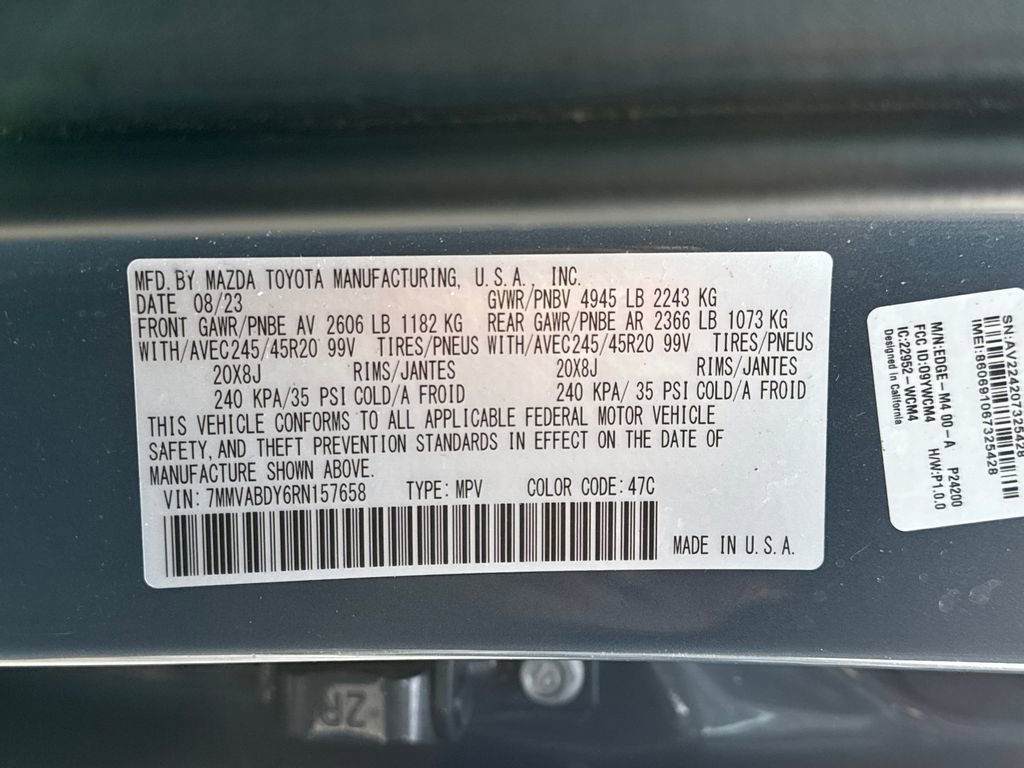 MFD. BY MAZDA TOYOTA MANUFACTURING, U.S.A., INC.
DATE 08/23 GVWR/PNBV 4945 LB 2243 KG
FRONT GAWR/PNBE AV 2606 LB 1182 KG REAR GAWR/PNBE AR 2366 LB 1073 KG
WITH/AVEC245/45R20 99V TIRES/PNEUS WITH/AVEC245/45R20 99V TIRES/PNEUS
20X8J RIMS/JANTES 20X8J RIMS/JANTES
240 KPA/35 PSI COLD/A FROID 240 KPA/35 PSI COLD/A FROID
THIS VEHICLE CONFORMS TO ALL APPLICABLE FEDERAL MOTOR VEHICLE
SAFETY, AND THEFT PREVENTION STANDARDS IN EFFECT ON THE DATE OF
MANUFACTURE SHOWN ABOVE.
VIN: 7MMVABDY6RN157658 TYPE: MPV COLOR CODE: 47C
MADE IN U.S.A.
SN:AV224207325428
IMEI:860691067325428
M/N:EDGE-M4 00-A P24200
FCC ID:09YWCM4 H/W:P1.0.0
IC:22952-WCM4
Designed in California
ZP